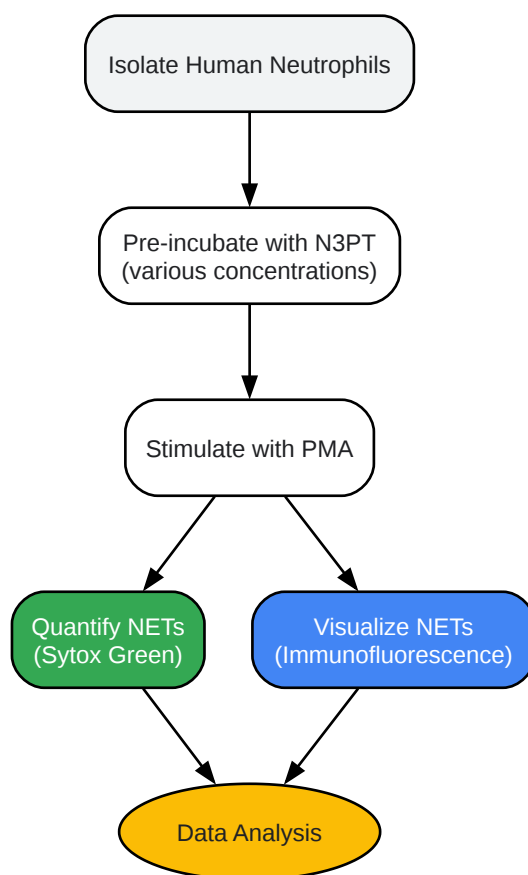 Isolate Human Neutrophils
Pre-incubate with N3PT
(various concentrations)
Stimulate with PMA
Quantify NETs
(Sytox Green)
Visualize NETs
(Immunofluorescence)
Data Analysis